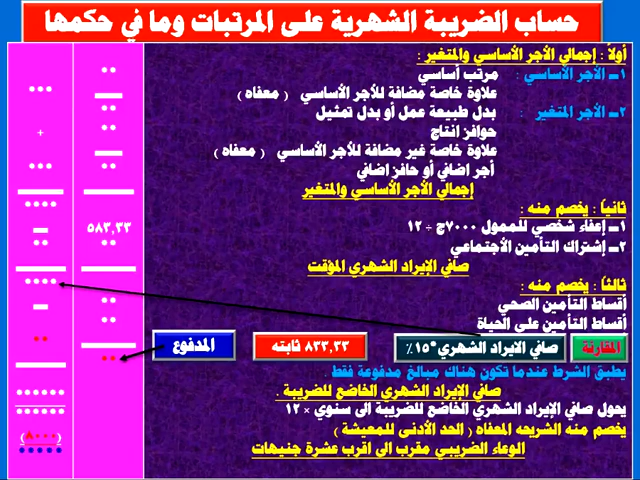 حساب الضريبة الشهرية على المرتبات وما في حكمها
أولاً : إجمالي الأجر الأساسي والمتغير :
١ـ الأجر الأساسي : مرتب أساسي
علاوة خاصة مضافة للأجر الأساسي ( معفاه )
٢ـ الأجر المتغير : بدل طبيعة عمل أو بدل تمثيل
حوافز انتاج
علاوة خاصة غير مضافة للأجر الأساسي ( معفاه )
أجر اضافي أو حافز اضافي
إجمالي الأجر الأساسي والمتغير
ثانياً : يخصم منه :
١ـ إعفاء شخصي للممول ٧٠٠٠ج ÷ ١٢
٥٨٣,٣٣
٢ـ إشتراك التأمين الأجتماعي
صافي الإيراد الشهري المؤقت
ثالثاً : يخصم منه :
أقساط التأمين الصحي
أقساط التأمين على الحياة
المقارنة
صافي الايراد الشهري*١٥٪
٨٣٣,٣٣ ثابته
المدفوع
يطبق الشرط عندما تكون هناك مبالغ مدفوعة فقط.
صافي الإيراد الشهري الخاضع للضريبة .
يحول صافي الإيراد الشهري الخاضع للضريبة الى سنوي × ١٢
يخصم منه الشريحه المعفاه ( الحد الأدنى للمعيشة )
(٨٠٠٠)
الوعاء الضريبي مقرب الى اقرب عشرة جنيهات